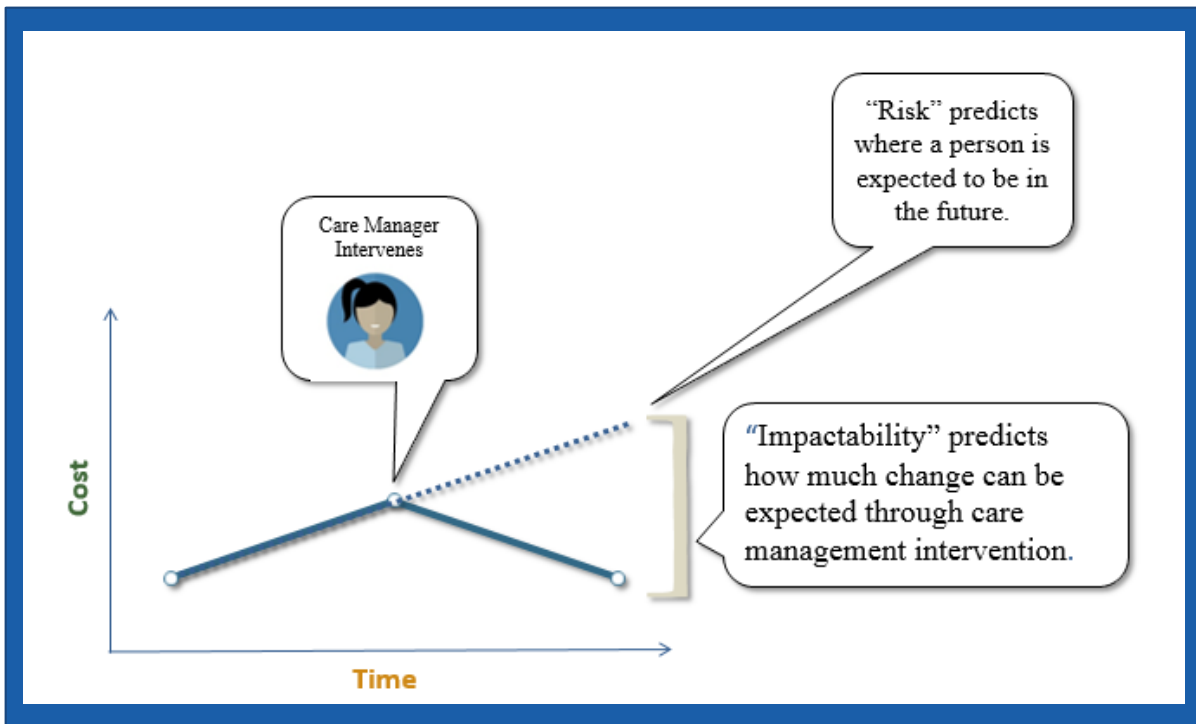 “Risk” predicts
where a person is
expected to be in
the future.
Care Manager
Intervenes
“Impactability” predicts
how much change can be
expected through care
management intervention.
Cost
Time